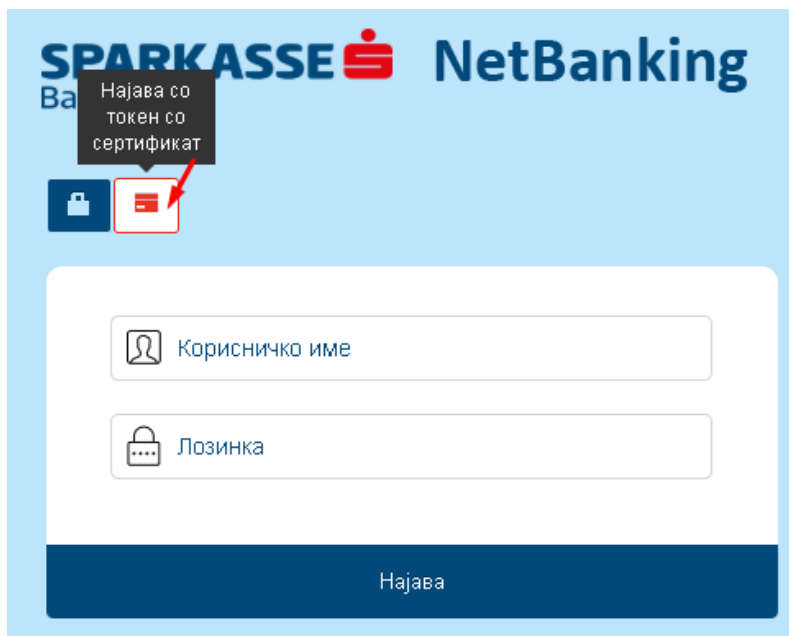 SPARKASSE NetBanking
Ba
Најава со
токен со
сертификат
Корисничко име
Лозинка
Најава